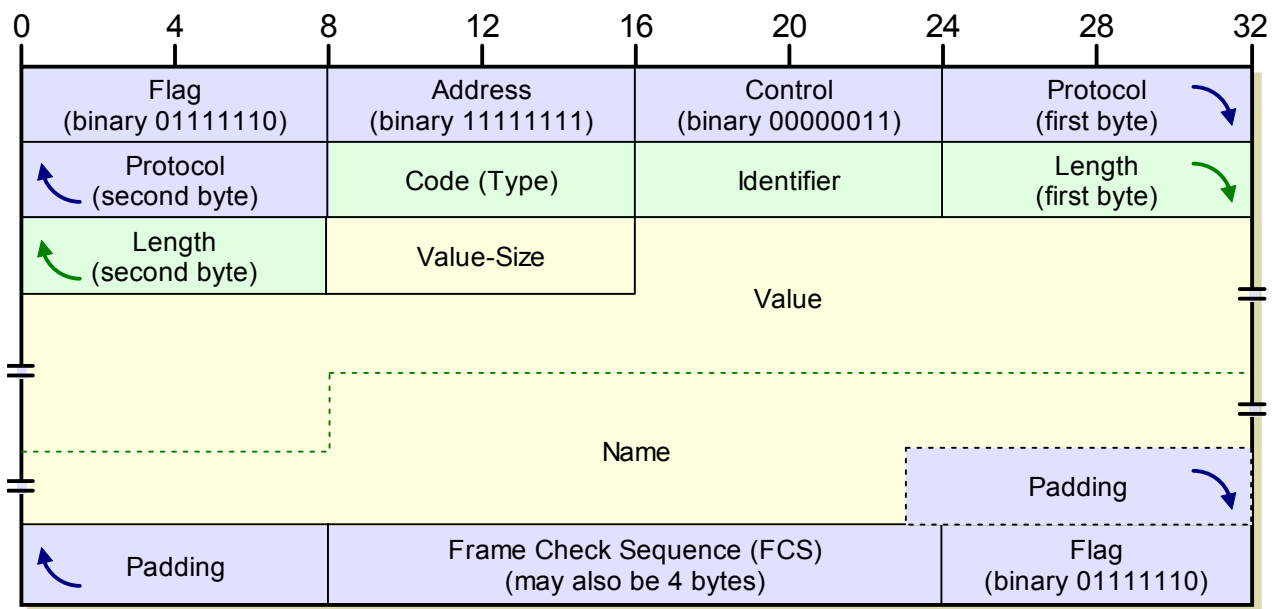 0 4 8 12 16 20 24 28 32
Flag Address Control Protocol
(binary 01111110) (binary 11111111) (binary 00000011) (first byte)
Protocol Code (Type) Identifier Length
(second byte) (first byte)
Length Value-Size
(second byte)
Value
Name
Padding
Padding Frame Check Sequence (FCS) Flag
(may also be 4 bytes) (binary 01111110)